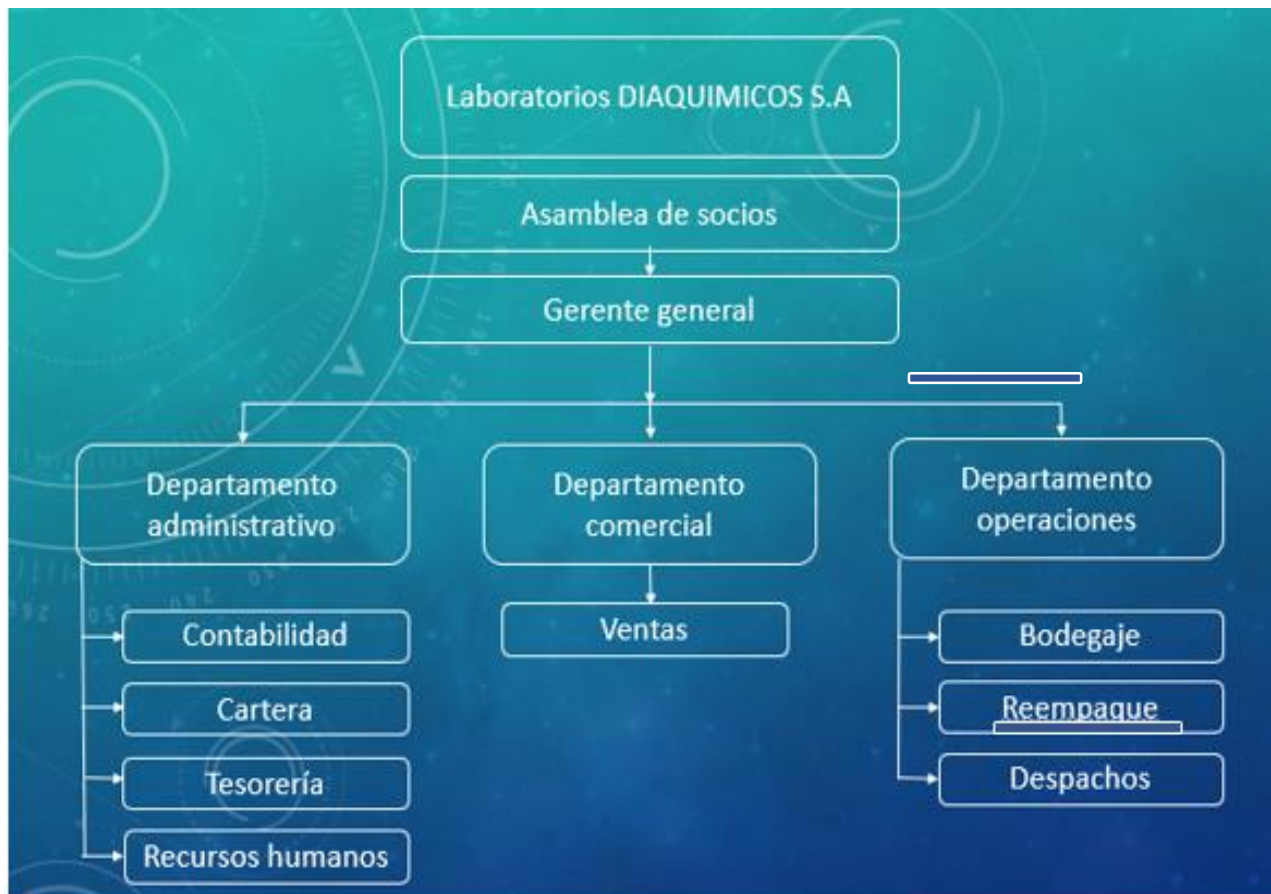 Laboratorios DIAQUIMICOS S.A
Asamblea de socios
Gerente general
Departamento
administrativo
Contabilidad
Cartera
Tesorería
Recursos humanos
Departamento
comercial
Ventas
Departamento
operaciones
Bodegaje
Reempaque
Despachos